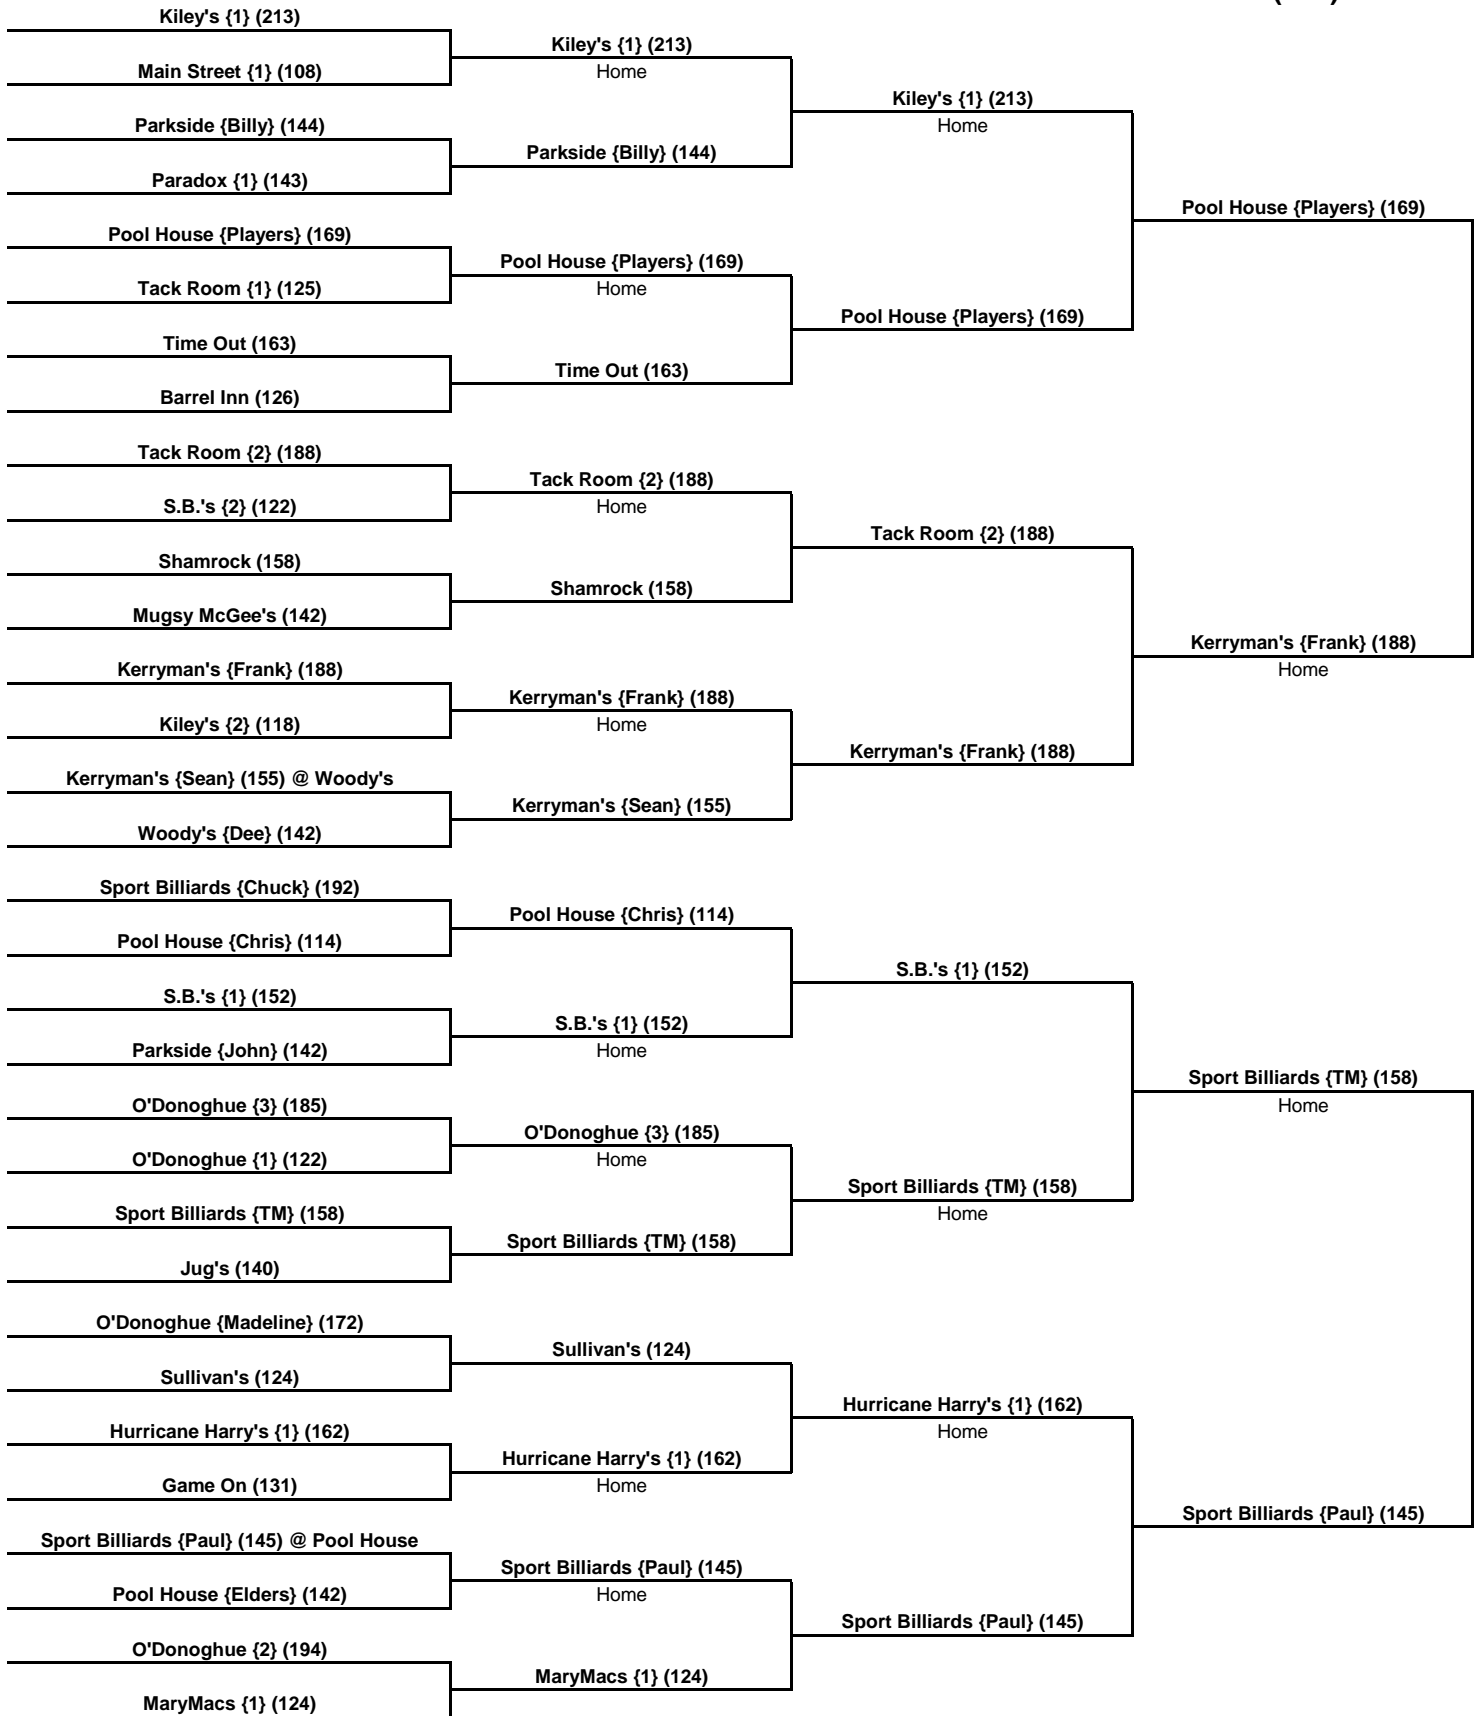 Kiley's {1} (213)
Main Street {1} (108)
Parkside {Billy} (144)
Paradox {1} (143)
Pool House {Players} (169)
Tack Room {1} (125)
Time Out (163)
Barrel Inn (126)
Tack Room {2} (188)
S.B.'s {2} (122)
Shamrock (158)
Mugsy McGee's (142)
Kerryman's {Frank} (188)
Kiley's {2} (118)
Kerryman's {Sean} (155) @ Woody's
Woody's {Dee} (142)
Sport Billiards {Chuck} (192)
Pool House {Chris} (114)
S.B.'s {1} (152)
Parkside {John} (142)
O'Donoghue {3} (185)
O'Donoghue {1} (122)
Sport Billiards {TM} (158)
Jug's (140)
O'Donoghue {Madeline} (172)
Sullivan's (124)
Hurricane Harry's {1} (162)
Game On (131)
Sport Billiards {Paul} (145) @ Pool House
Pool House {Elders} (142)
O'Donoghue {2} (194)
MaryMacs {1} (124)
Kiley's {1} (213)
Home
Parkside {Billy} (144)
Pool House {Players} (169)
Home
Time Out (163)
Tack Room {2} (188)
Home
Shamrock (158)
Kerryman's {Frank} (188)
Home
Kerryman's {Sean} (155)
Pool House {Chris} (114)
S.B.'s {1} (152)
Home
O'Donoghue {3} (185)
Home
Sport Billiards {TM} (158)
Sullivan's (124)
Hurricane Harry's {1} (162)
Home
Sport Billiards {Paul} (145)
Home
MaryMacs {1} (124)
Kiley's {1} (213)
Home
Pool House {Players} (169)
Tack Room {2} (188)
Kerryman's {Frank} (188)
S.B.'s {1} (152)
Sport Billiards {TM} (158)
Home
Hurricane Harry's {1} (162)
Home
Sport Billiards {Paul} (145)
Pool House {Players} (169)
Kerryman's {Frank} (188)
Home
Sport Billiards {TM} (158)
Home
Sport Billiards {Paul} (145)